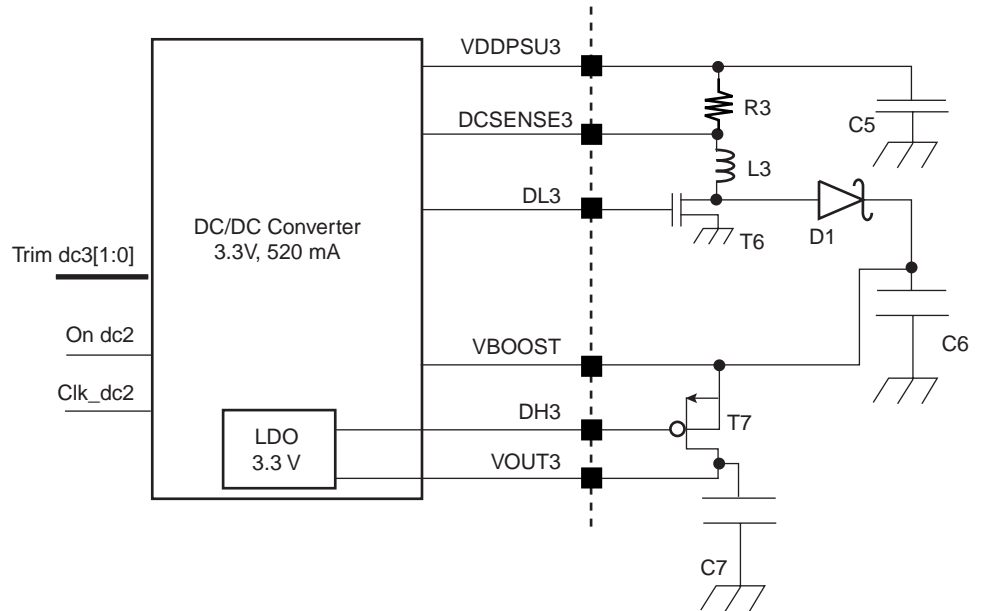 VDDPSU3
R3
C5
DCSENSE3
L3
DL3
DC/DC Converter
3.3V, 520 mA
T6
D1
Trim dc3[1:0]
On dc2
VBOOST
C6
Clk_dc2
DH3
T7
LDO
3.3 V
VOUT3
C7